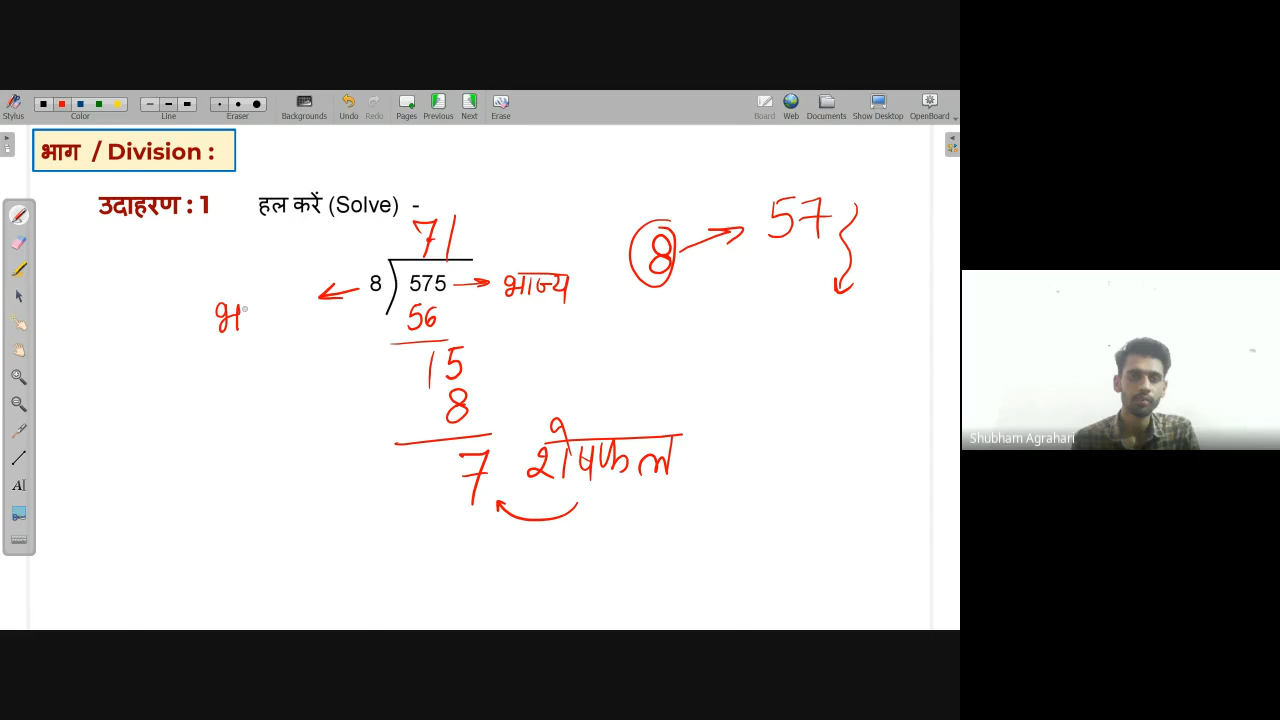 Stylus
Color
Line
Eraser
Backgrounds
Undo
Redo
Pages
Previous
Next
Erase
Board
Web
Documents
Show Desktop
OpenBoard
भाग / Division :
उदाहरण : 1 हल करें (Solve) -
71
8 575 भाज्य
8 57
भ
56
15
8
7 शेषफल
Shubham Agrahari